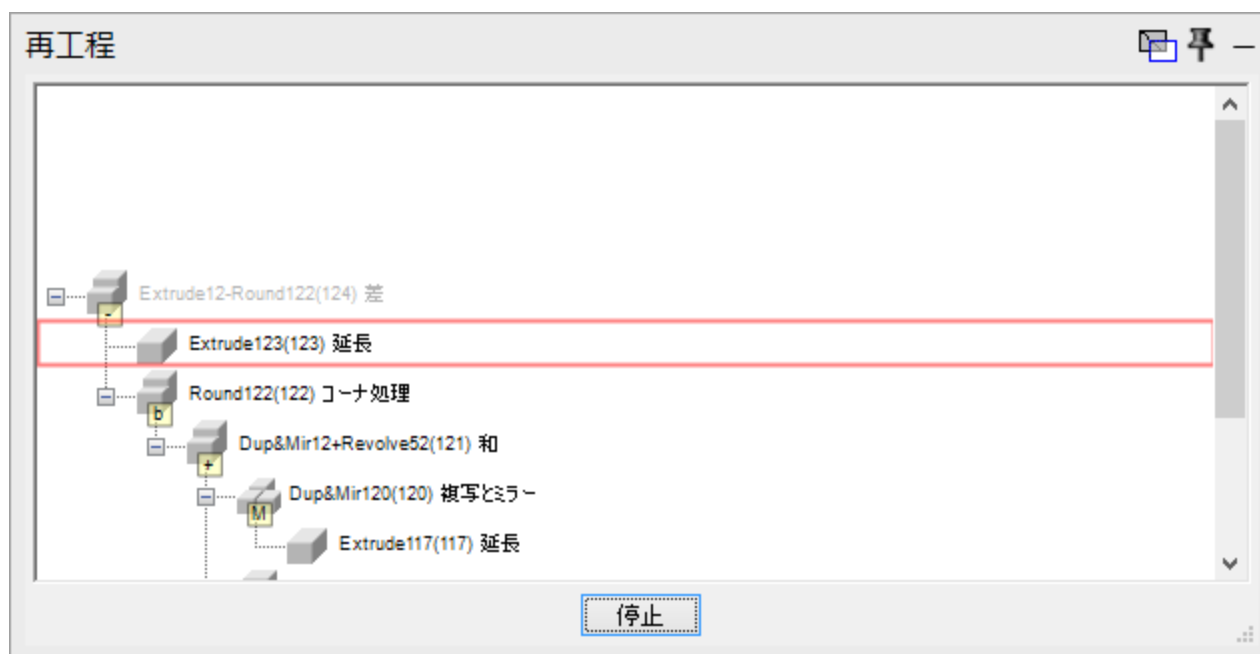 再工程
Extrude12-Round122(124) 差
-
Extrude123(123) 延長
Round122(122) コーナ処理
b
Dup&Mir12+Revolve52(121) 和
+
Dup&Mir120(120) 複写とミラー
M
Extrude117(117) 延長
停止